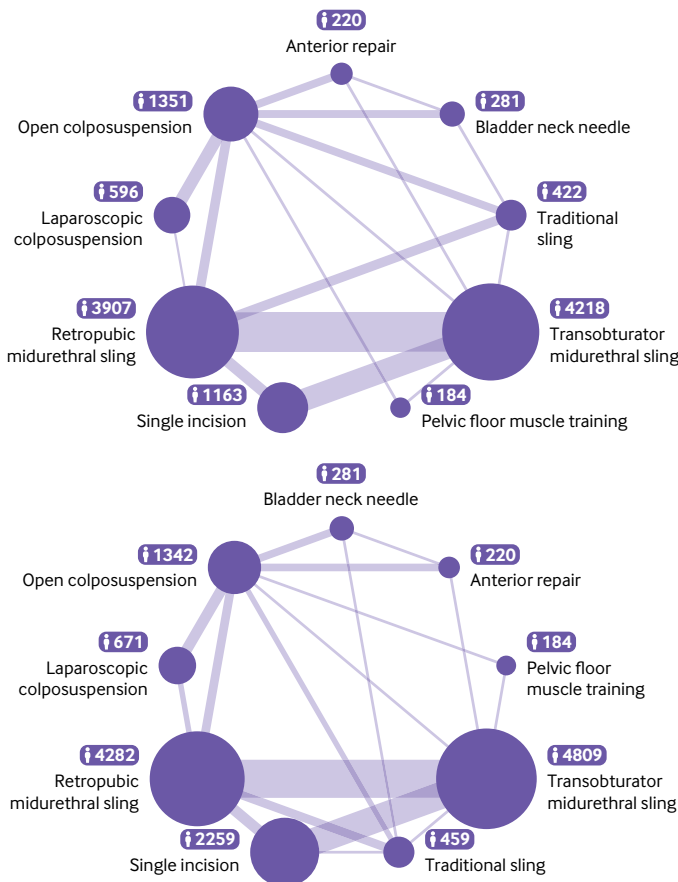 220
Anterior repair
1351
Open colposuspension
281
Bladder neck needle
596
Laparoscopic
colposuspension
422
Traditional
sling
3907
Retropubic
midurethral sling
4218
Transobturator
midurethral sling
1163
Single incision
184
Pelvic floor muscle training
281
Bladder neck needle
1342
Open colposuspension
220
Anterior repair
671
Laparoscopic
colposuspension
184
Pelvic floor
muscle training
4282
Retropubic
midurethral sling
4809
Transobturator
midurethral sling
2259
Single incision
459
Traditional sling